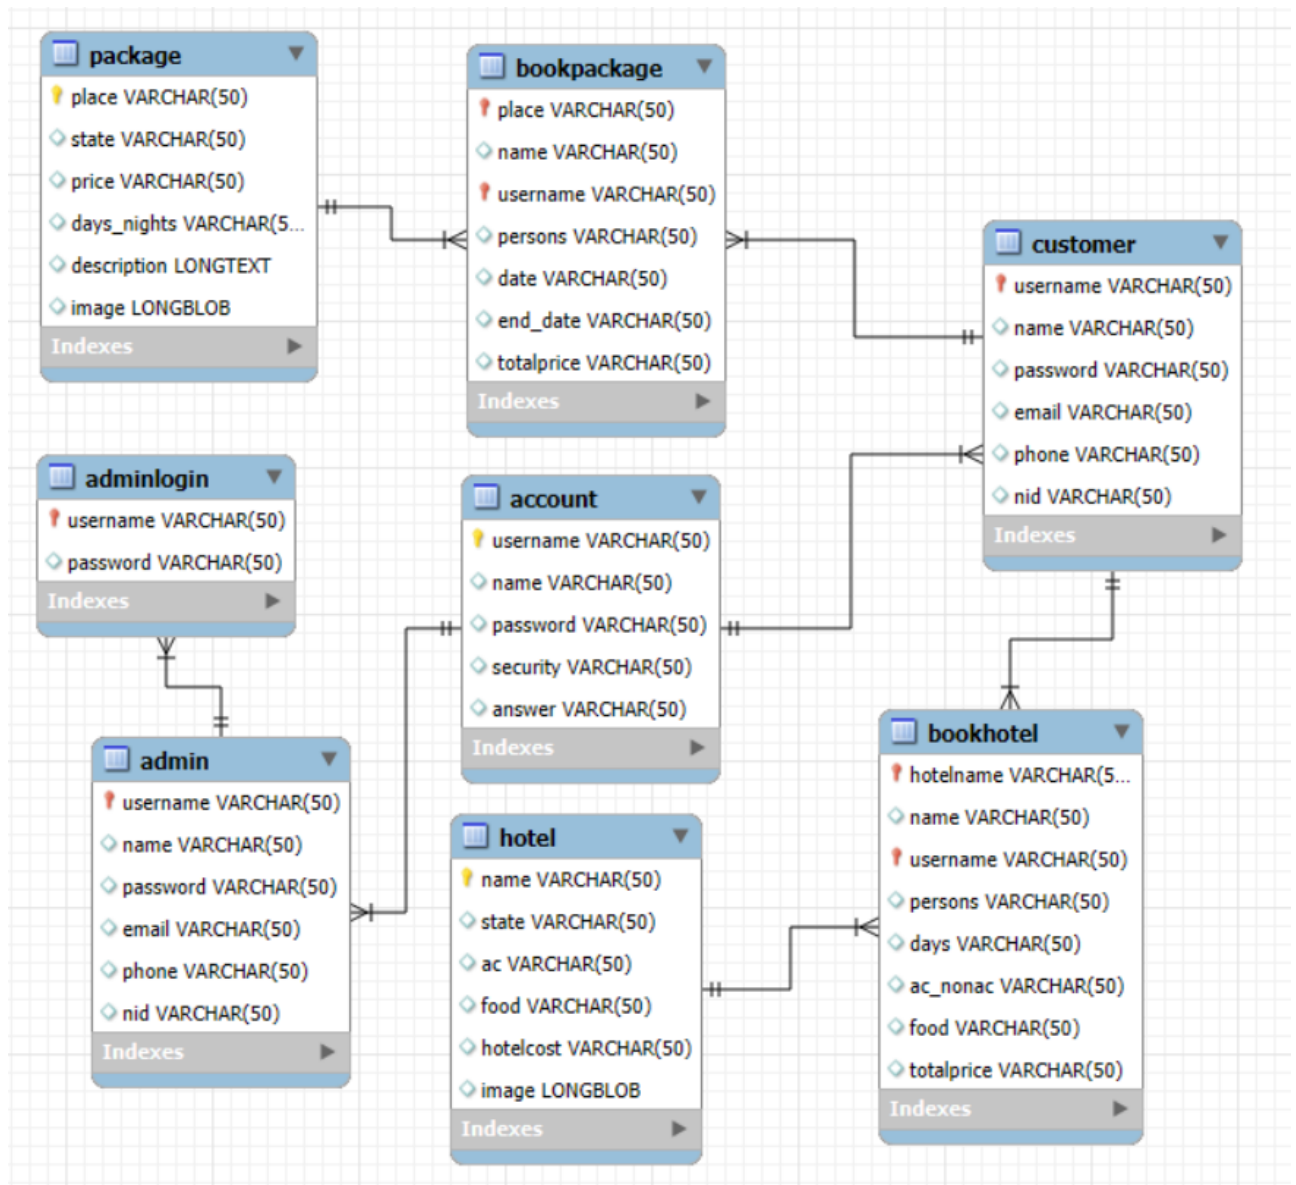 package
place VARCHAR(50)
state VARCHAR(50)
price VARCHAR(50)
days_nights VARCHAR(5...
description LONGTEXT
image LONGBLOB
Indexes
bookpackage
place VARCHAR(50)
name VARCHAR(50)
username VARCHAR(50)
persons VARCHAR(50)
date VARCHAR(50)
end_date VARCHAR(50)
totalprice VARCHAR(50)
Indexes
customer
username VARCHAR(50)
name VARCHAR(50)
password VARCHAR(50)
email VARCHAR(50)
phone VARCHAR(50)
nid VARCHAR(50)
Indexes
adminlogin
username VARCHAR(50)
password VARCHAR(50)
Indexes
account
username VARCHAR(50)
name VARCHAR(50)
password VARCHAR(50)
security VARCHAR(50)
answer VARCHAR(50)
Indexes
admin
username VARCHAR(50)
name VARCHAR(50)
password VARCHAR(50)
email VARCHAR(50)
phone VARCHAR(50)
nid VARCHAR(50)
Indexes
hotel
name VARCHAR(50)
state VARCHAR(50)
ac VARCHAR(50)
food VARCHAR(50)
hotelcost VARCHAR(50)
image LONGBLOB
Indexes
bookhotel
hotelname VARCHAR(5...
name VARCHAR(50)
username VARCHAR(50)
persons VARCHAR(50)
days VARCHAR(50)
ac_nonac VARCHAR(50)
food VARCHAR(50)
totalprice VARCHAR(50)
Indexes